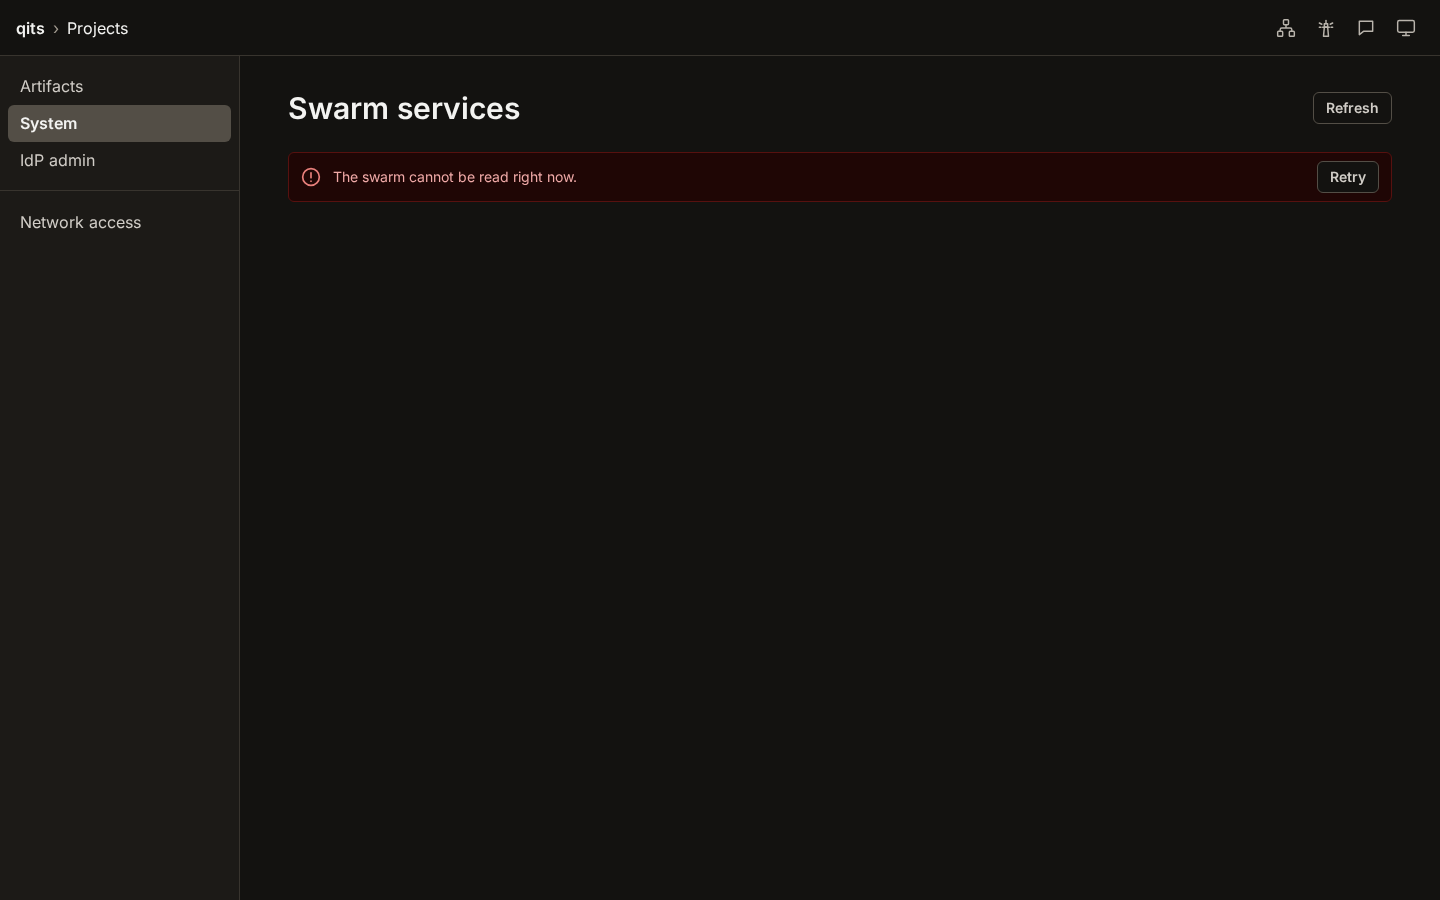 qits › Projects
Artifacts
System
IdP admin
Network access
Swarm services
Refresh
The swarm cannot be read right now.
Retry